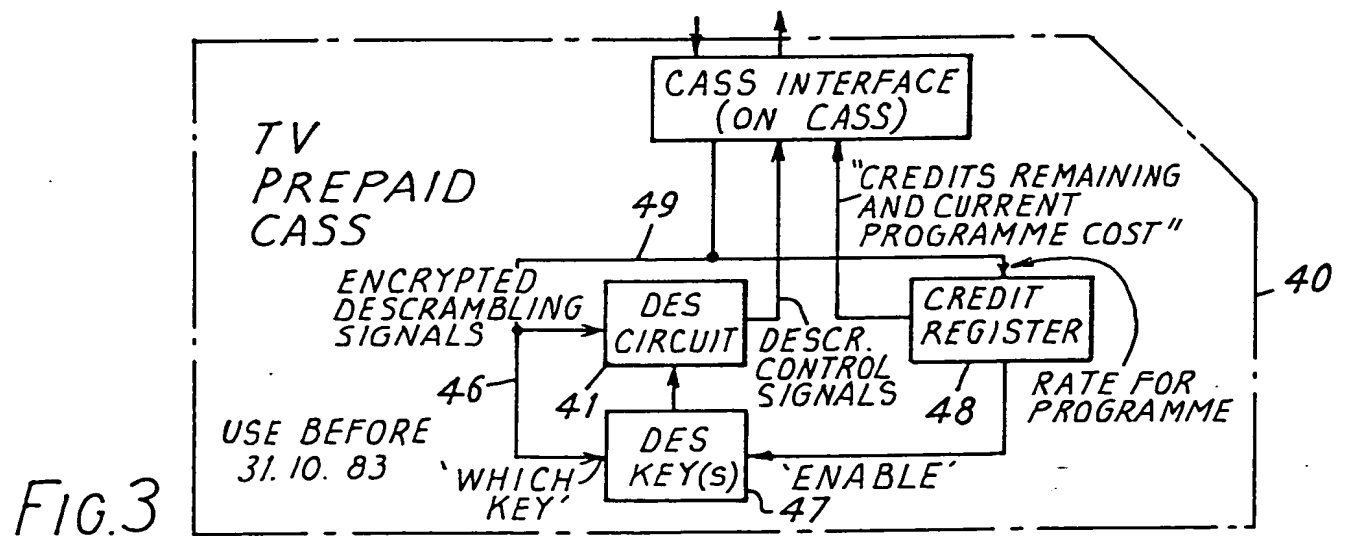 CASS INTERFACE
(ON CASS)
TV
PREPAID
CASS
49
"CREDITS REMAINING
AND CURRENT
PROGRAMME COST"
40
ENCRYPTED
DESCRAMBLING
SIGNALS
DES
CIRCUIT
41
DESCR.
CONTROL
SIGNALS
CREDIT
REGISTER
48
RATE FOR
PROGRAMME
46
USE BEFORE
31.10.83
'WHICH
KEY'
DES
KEY(S)
47
'ENABLE'
FIG.3